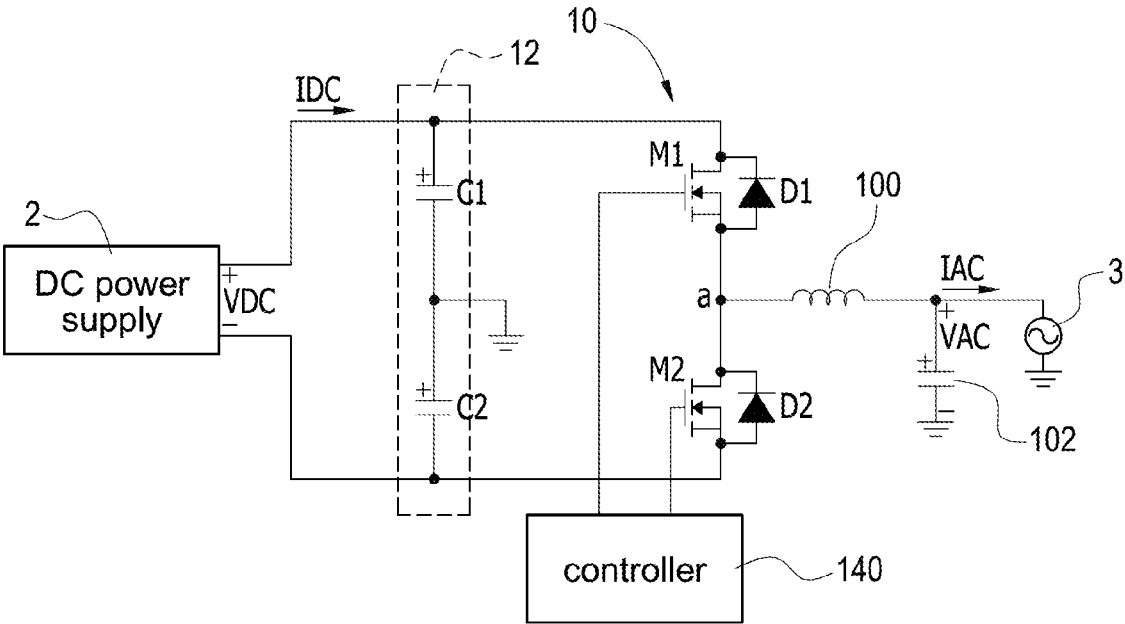 10
12
IDC
M1
C1
D1
100
2
DC power
supply
+
VDC
−
a
IAC
3
+
VAC
M2
C2
D2
+
−
102
controller
140
+
+